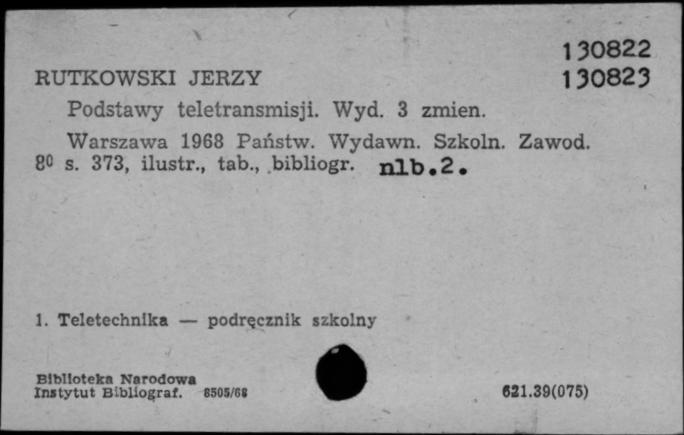 130822
RUTKOWSKI JERZY
130823
Podstawy teletransmisji. Wyd. 3 zmien.
Warszawa 1968 Państw. Wydawn. Szkoln. Zawod.
8⁰ s. 373, ilustr., tab., bibliogr. nlb.2.
1. Teletechnika — podręcznik szkolny
Biblioteka Narodowa
Instytut Bibliograf. 8505/68
621.39(075)